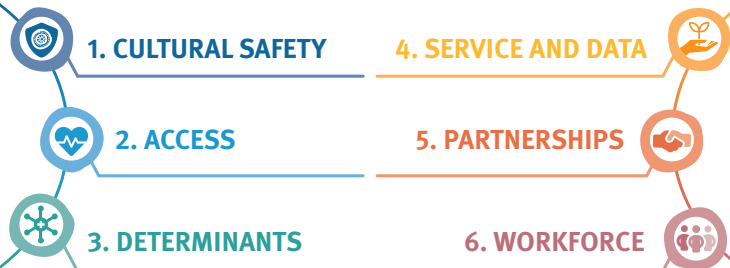 1. CULTURAL SAFETY
2. ACCESS
3. DETERMINANTS
4. SERVICE AND DATA
5. PARTNERSHIPS
6. WORKFORCE